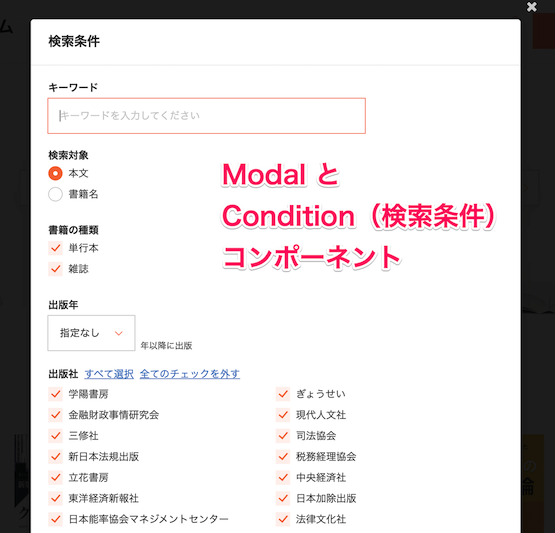 ム
×
検索条件
キーワード
キーワードを入力してください
検索対象
本文
書籍名
Modal と
Condition（検索条件）
コンポーネント
書籍の種類
単行本
雑誌
出版年
指定なし
年以降に出版
出版社 すべて選択 全てのチェックを外す
学陽書房 ぎょうせい
金融財政事情研究会 現代人文社
三修社 司法協会
新日本法規出版 税務経理協会
立花書房 中央経済社
東洋経済新報社 日本加除出版
日本能率協会マネジメントセンター 法律文化社
の
論